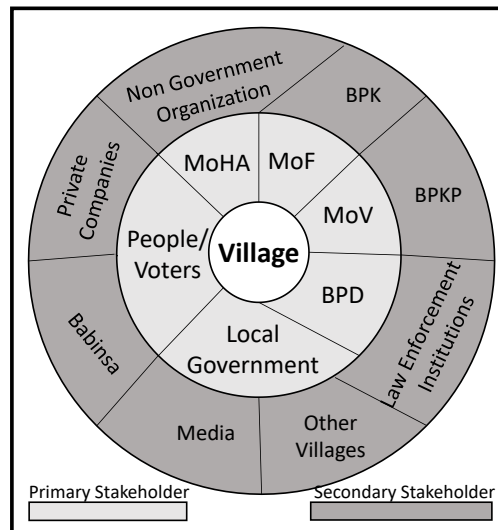 Non Government
Organization
BPK
BPKP
Law Enforcement
Institutions
Other
Villages
Media
Babinsa
Private
Companies
MoHA
MoF
MoV
BPD
Local
Government
People/
Voters
Village
Primary Stakeholder
Secondary Stakeholder